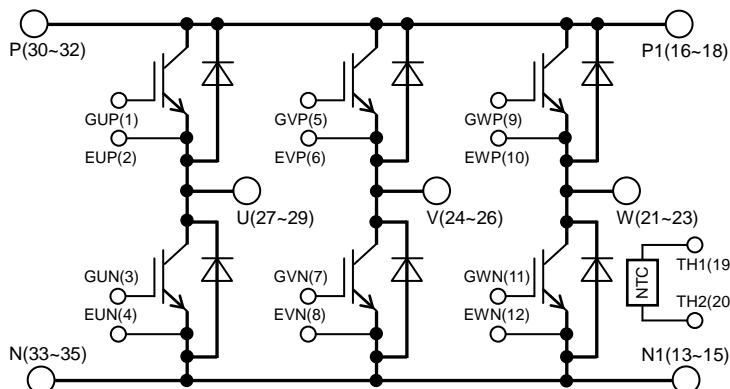 P(30~32)
P1(16~18)
GUP(1)
GVP(5)
GWP(9)
EUP(2)
EVP(6)
EWP(10)
U(27~29)
V(24~26)
W(21~23)
GUN(3)
GVN(7)
GWN(11)
NTC
TH1(19
EUN(4)
EVN(8)
EWN(12)
TH2(20
N(33~35)
N1(13~15)